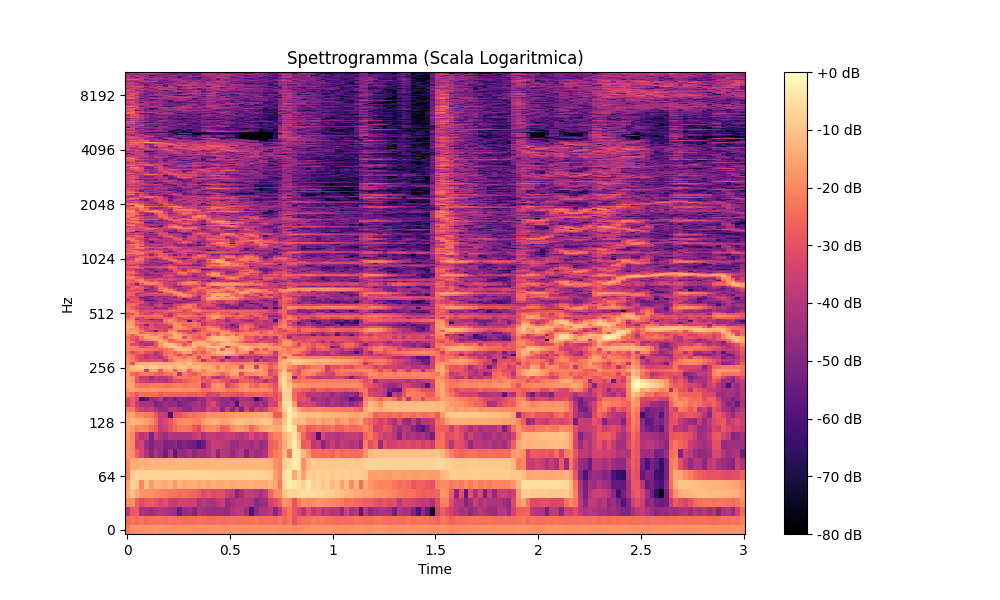 Spettrogramma (Scala Logaritmica)
Hz
8192
4096
2048
1024
512
256
128
64
0
0
0.5
1
1.5
2
2.5
3
Time
+0 dB
-10 dB
-20 dB
-30 dB
-40 dB
-50 dB
-60 dB
-70 dB
-80 dB